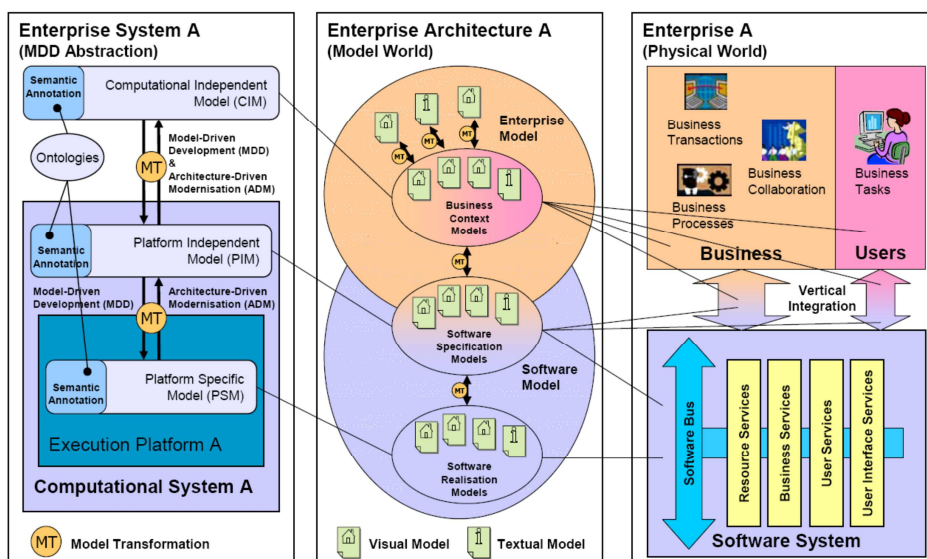 Enterprise System A
(MDD Abstraction)
Semantic
Annotation
Computational Independent
Model (CIM)
Ontologies
MT
Model-Driven
Development (MDD)
&
Architecture-Driven
Modernisation (ADM)
Semantic
Annotation
Platform Independent
Model (PIM)
Model-Driven
Development (MDD)
MT
Architecture-Driven
Modernisation (ADM)
Semantic
Annotation
Platform Specific
Model (PSM)
Execution Platform A
Computational System A
MT
Model Transformation
Enterprise Architecture A
(Model World)
i
MT
MT
MT
Enterprise
Model
i
Business
Context
Models
MT
i
Software
Specification
Models
Software
Model
MT
i
Software
Realisation
Models
Visual Model
i
Textual Model
Enterprise A
(Physical World)
Business
Transactions
Business
Collaboration
Business
Processes
Business
Tasks
Business
Users
Vertical
Integration
Software Bus
Resource Services
Business Services
User Services
User Interface Services
Software System